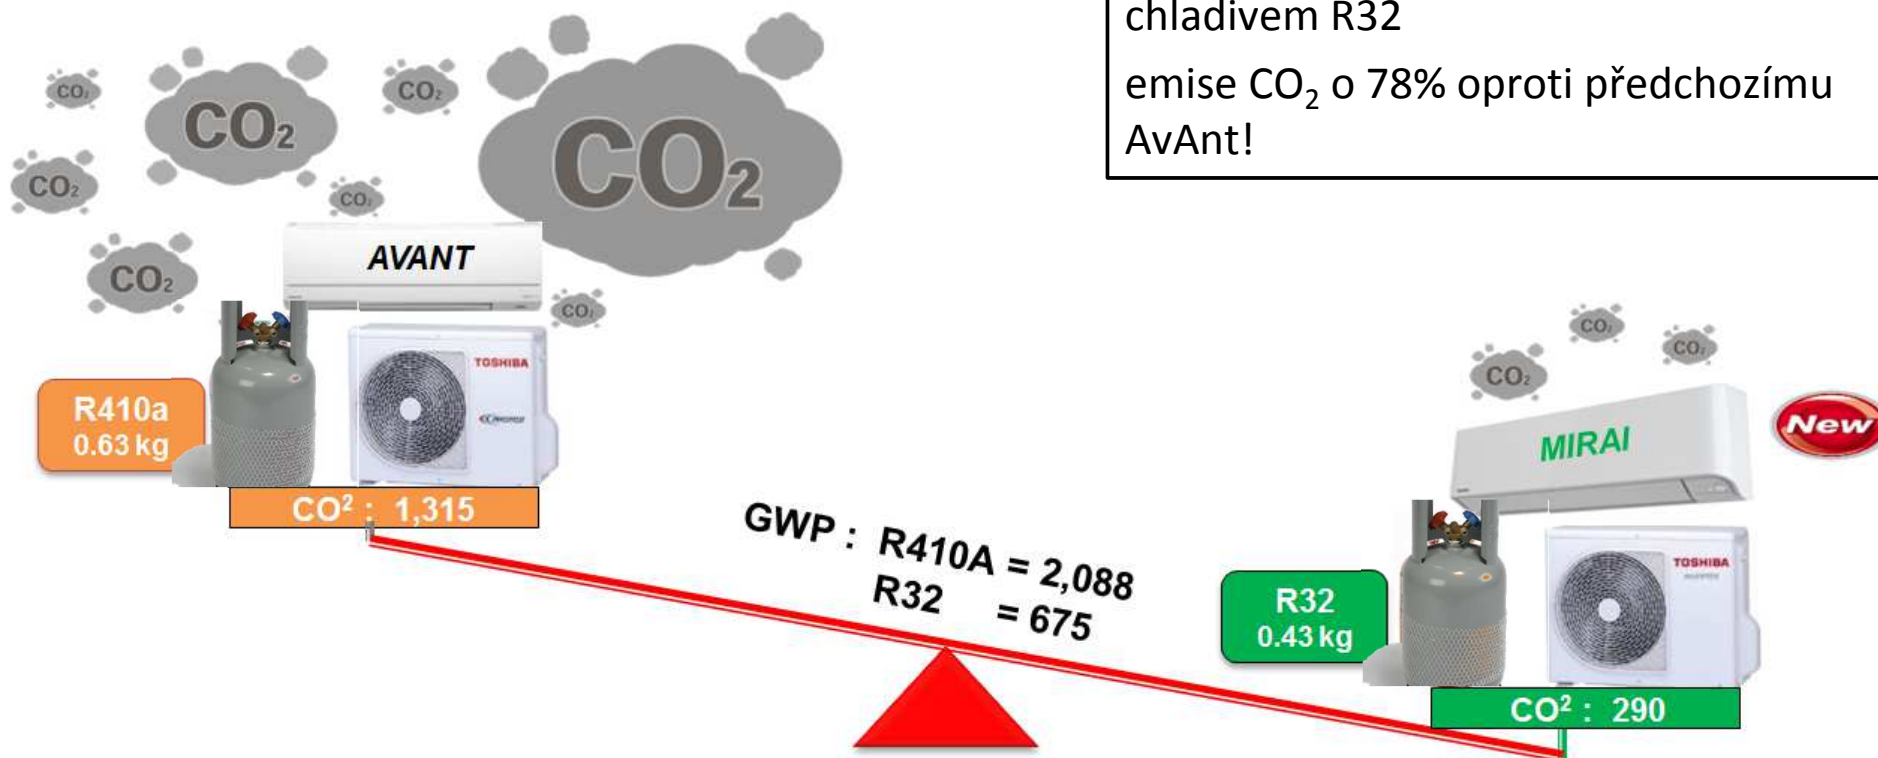 chladivem R32
emise CO₂ o 78% oproti předchozímu
AvAnt!
CO₂
CO₂
CO₂
CO₂
CO₂
CO₂
CO₂
CO₂
AVANT
TOSHIBA
R410a
0.63 kg
CO² : 1,315
GWP : R410A = 2,088
R32 = 675
CO₂
CO₂
CO₂
MIRAI
New
TOSHIBA
INVERTER
R32
0.43 kg
CO² : 290